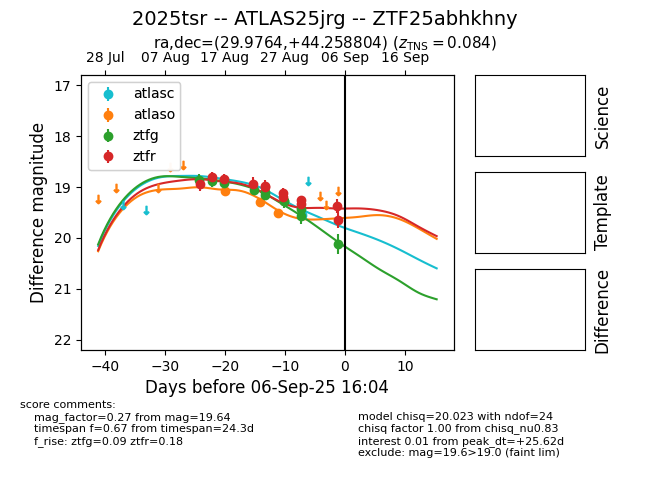 2025tsr -- ATLAS25jrg -- ZTF25abhkhny
ra,dec=(29.9764,+44.258804) (z_TNS = 0.084)
28 Jul 07 Aug 17 Aug 27 Aug 06 Sep 16 Sep
17
18
19
20
21
22
Difference magnitude
atlasc
atlaso
ztfg
ztfr
−40 −30 −20 −10 0 10
Days before 06-Sep-25 16:04
Science
Template
Difference
score comments:
mag_factor=0.27 from mag=19.64
timespan f=0.67 from timespan=24.3d
f_rise: ztfg=0.09 ztfr=0.18
model chisq=20.023 with ndof=24
chisq factor 1.00 from chisq_nu0.83
interest 0.01 from peak_dt=+25.62d
exclude: mag=19.6>19.0 (faint lim)